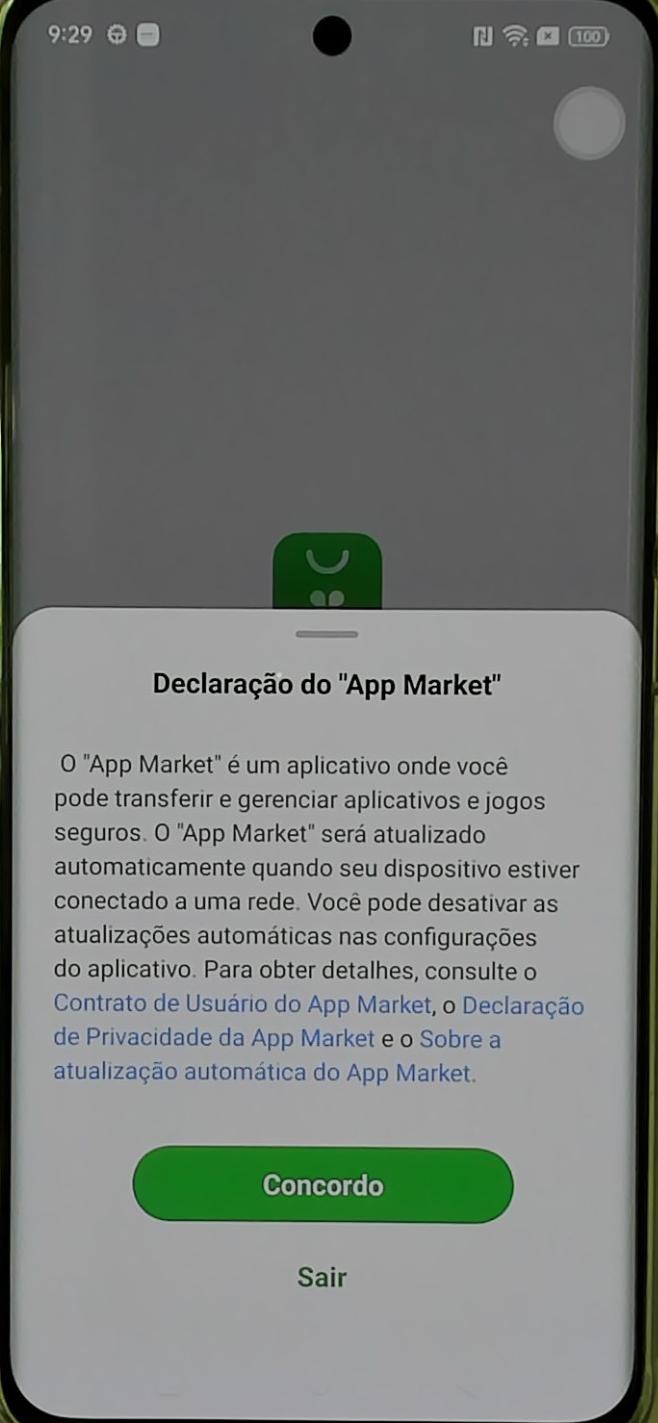 9:29
100
Declaração do "App Market"
O "App Market" é um aplicativo onde você
pode transferir e gerenciar aplicativos e jogos
seguros. O "App Market" será atualizado
automaticamente quando seu dispositivo estiver
conectado a uma rede. Você pode desativar as
atualizações automáticas nas configurações
do aplicativo. Para obter detalhes, consulte o
Contrato de Usuário do App Market, o Declaração
de Privacidade da App Market e o Sobre a
atualização automática do App Market.
Concordo
Sair